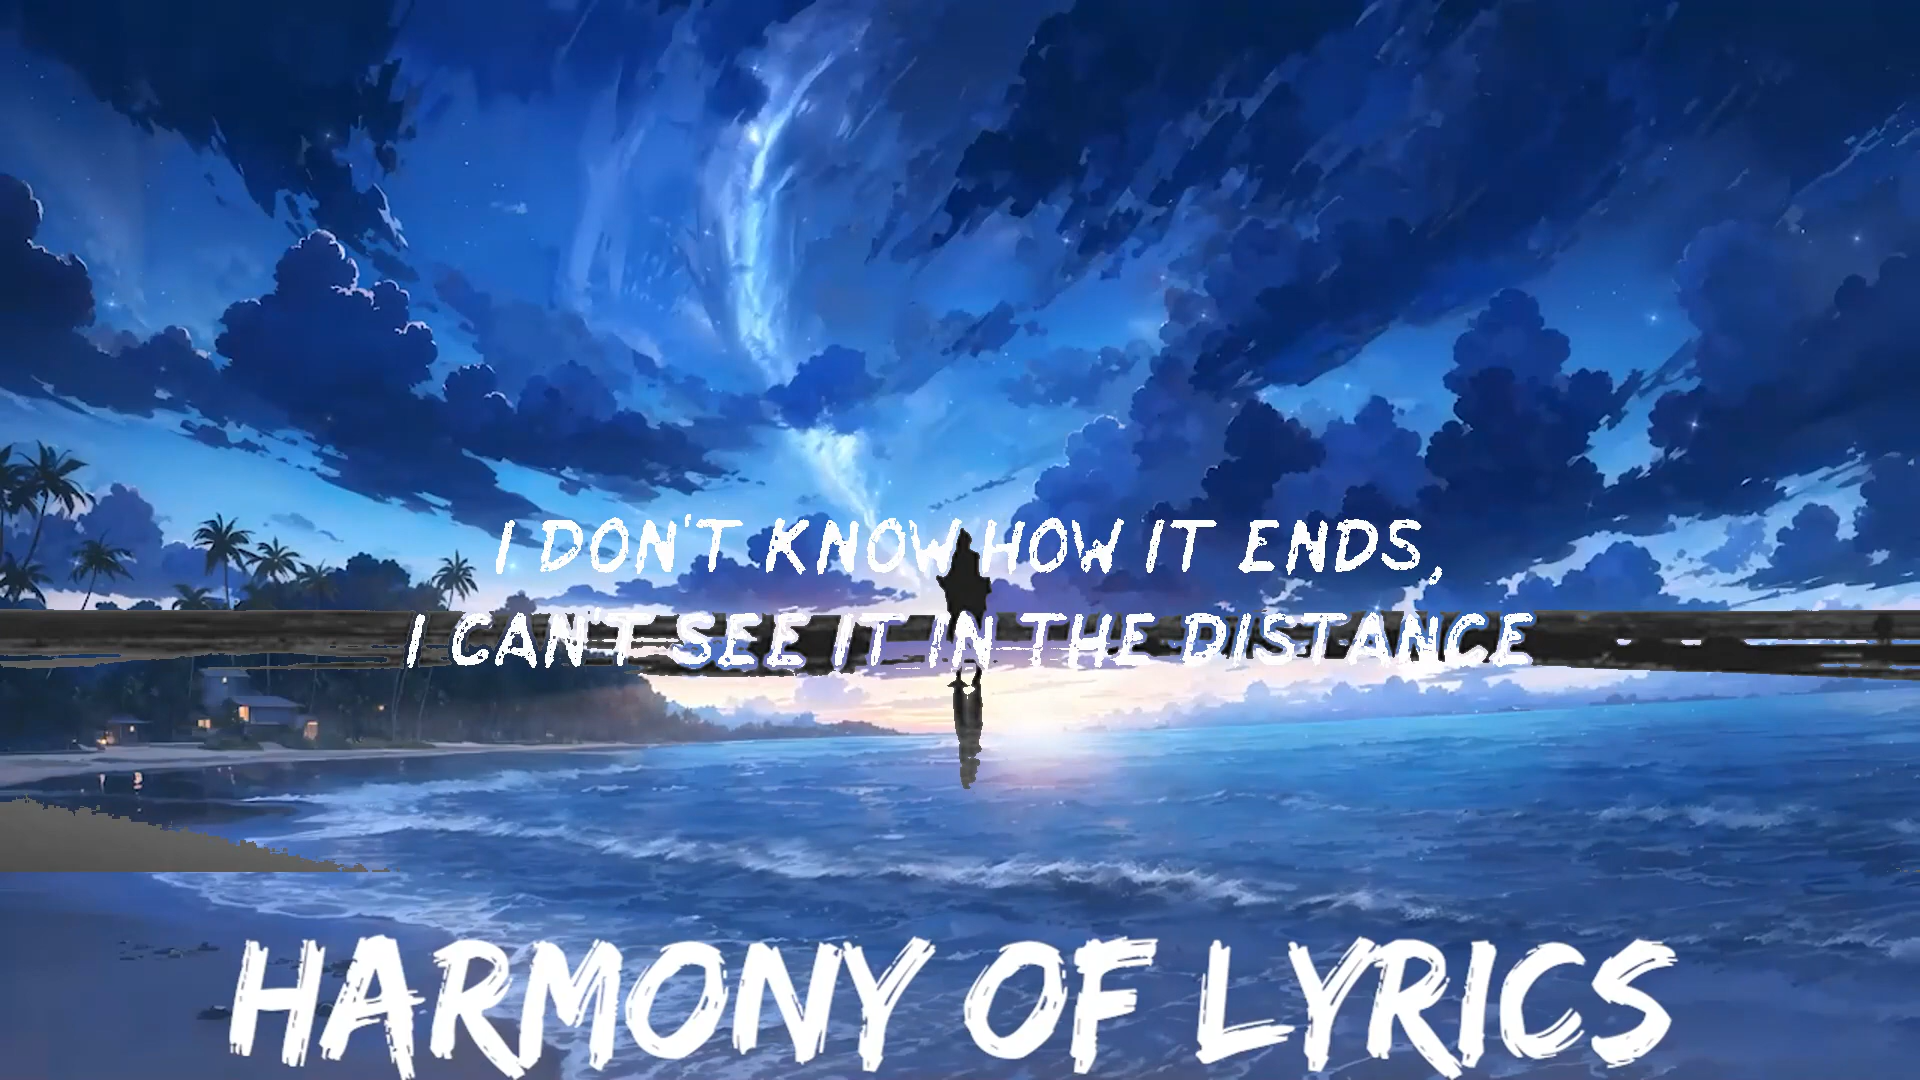 I DON'T KNOW HOW IT ENDS,
I CAN'T SEE IT IN THE DISTANCE
HARMONY OF LYRICS